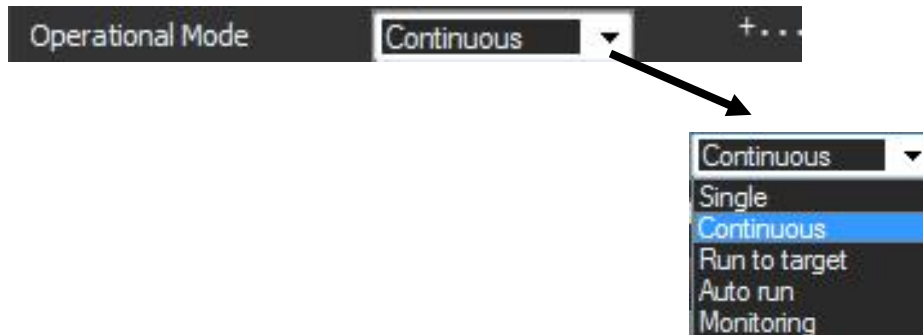 Operational Mode Continuous +...
Continuous
Single
Continuous
Run to target
Auto run
Monitoring